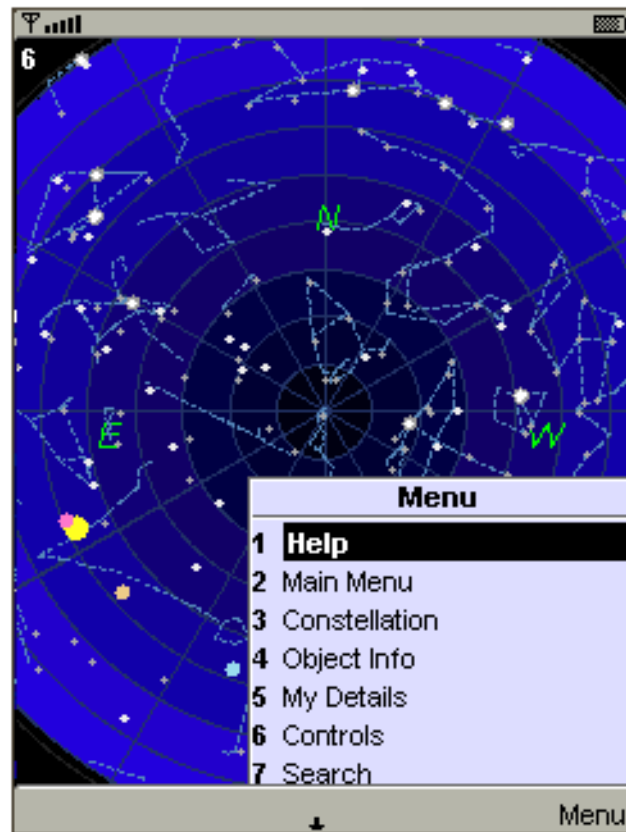 6
N
E
W
Menu
1 Help
2 Main Menu
3 Constellation
4 Object Info
5 My Details
6 Controls
7 Search
Menu